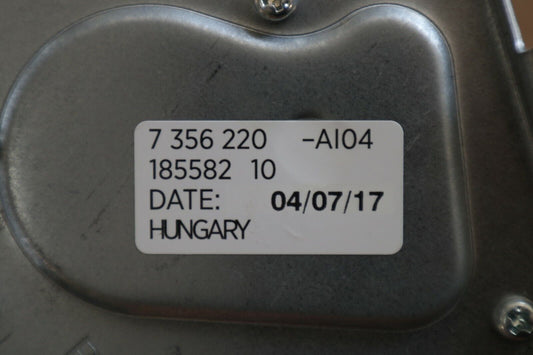 7 356 220 -AI04
185582 10
DATE: 04/07/17
HUNGARY